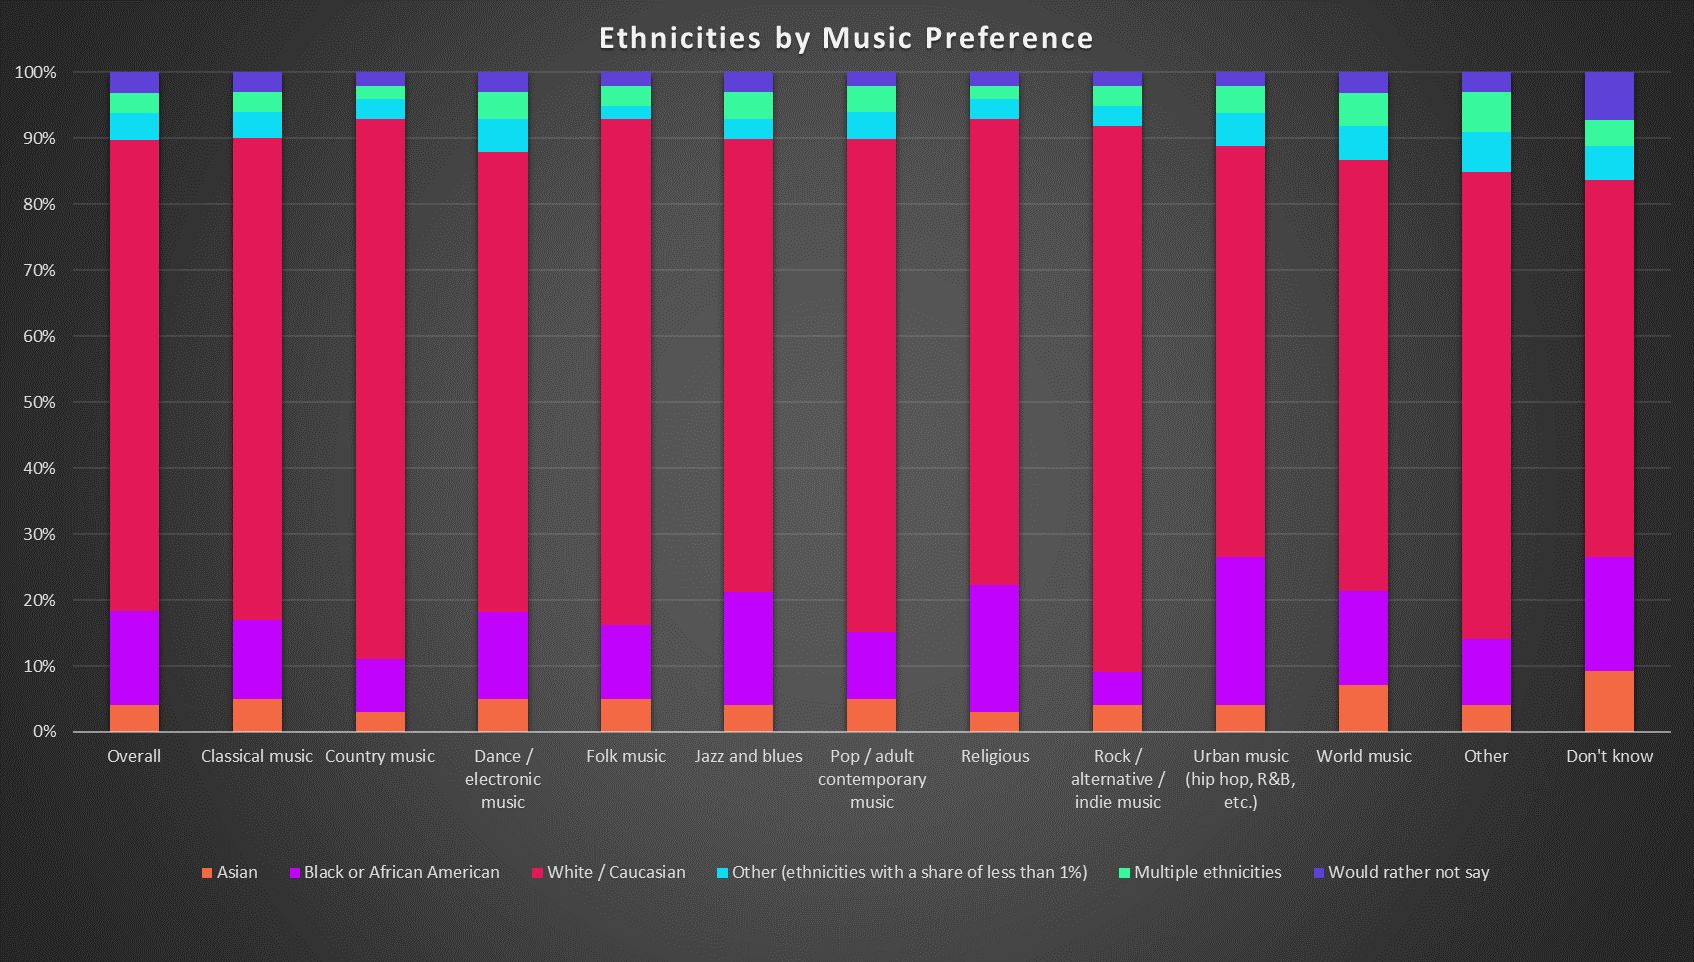 Ethnicities by Music Preference
100%
90%
80%
70%
60%
50%
40%
30%
20%
10%
0%
Overall
Classical music
Country music
Dance /
electronic
music
Folk music
Jazz and blues
Pop / adult
contemporary
music
Religious
Rock /
alternative /
indie music
Urban music
(hip hop, R&B,
etc.)
World music
Other
Don't know
Asian
Black or African American
White / Caucasian
Other (ethnicities with a share of less than 1%)
Multiple ethnicities
Would rather not say